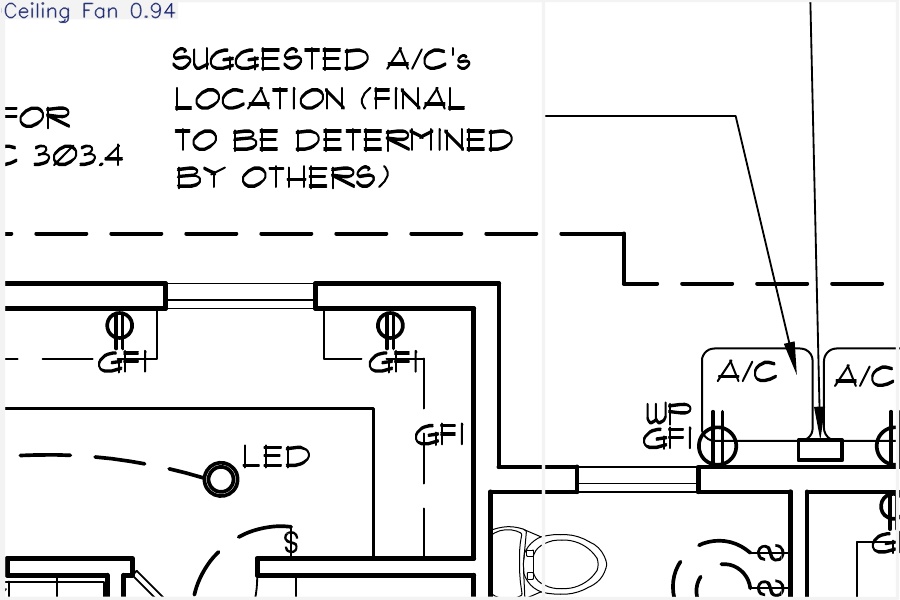 Ceiling Fan 0.94
SUGGESTED A/C's
LOCATION (FINAL
TO BE DETERMINED
BY OTHERS)
FOR
C 303.4
GFI
GFI
GFI
LED
$
A/C
A/C
WP
GFI
$
$